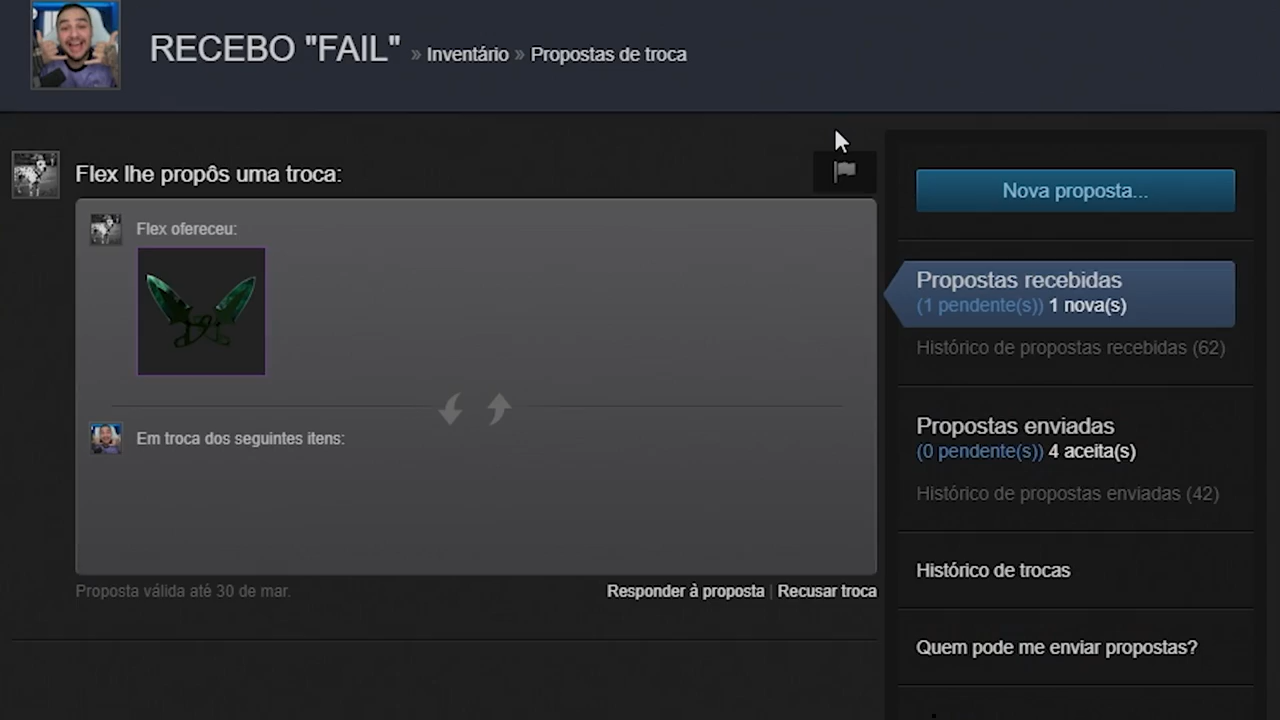 RECEBO "FAIL" » Inventário » Propostas de troca
Flex lhe propôs uma troca:
Flex ofereceu:
Em troca dos seguintes itens:
Proposta válida até 30 de mar.
Responder à proposta | Recusar troca
Nova proposta...
Propostas recebidas
(1 pendente(s)) 1 nova(s)
Histórico de propostas recebidas (62)
Propostas enviadas
(0 pendente(s)) 4 aceita(s)
Histórico de propostas enviadas (42)
Histórico de trocas
Quem pode me enviar propostas?